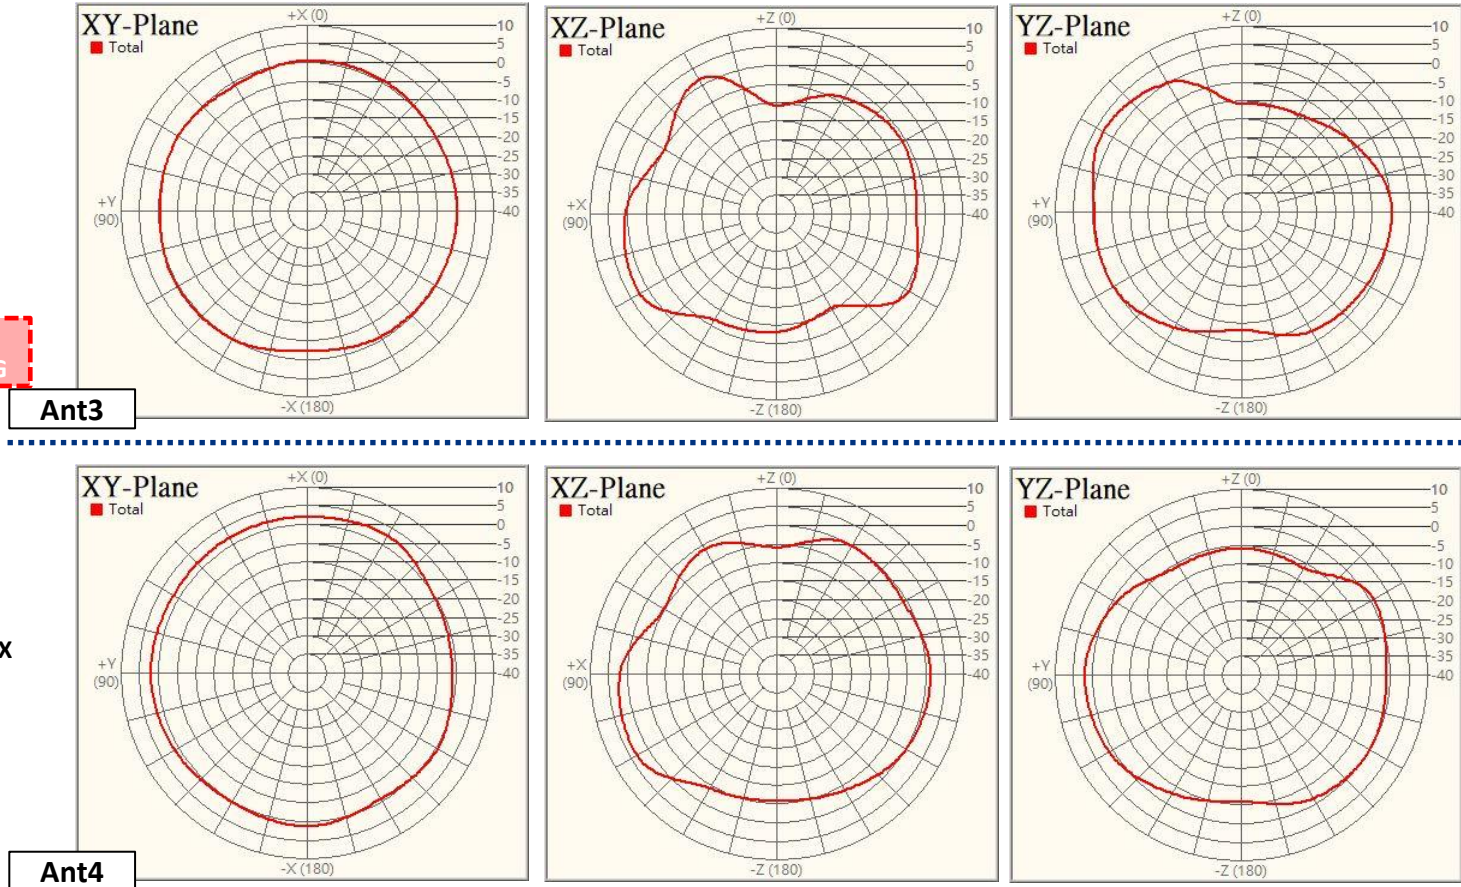 XY-Plane
Total
+X (0)
10
5
0
-5
-10
-15
-20
-25
-30
-35
-40
+Y
(90)
-X (180)
XZ-Plane
Total
+Z (0)
10
5
0
-5
-10
-15
-20
-25
-30
-35
-40
+X
(90)
-Z (180)
YZ-Plane
Total
+Z (0)
10
5
0
-5
-10
-15
-20
-25
-30
-35
-40
+Y
(90)
-Z (180)
Ant3
XY-Plane
Total
+X (0)
10
5
0
-5
-10
-15
-20
-25
-30
-35
-40
+Y
(90)
-X (180)
XZ-Plane
Total
+Z (0)
10
5
0
-5
-10
-15
-20
-25
-30
-35
-40
+X
(90)
-Z (180)
YZ-Plane
Total
+Z (0)
10
5
0
-5
-10
-15
-20
-25
-30
-35
-40
+Y
(90)
-Z (180)
x
Ant4